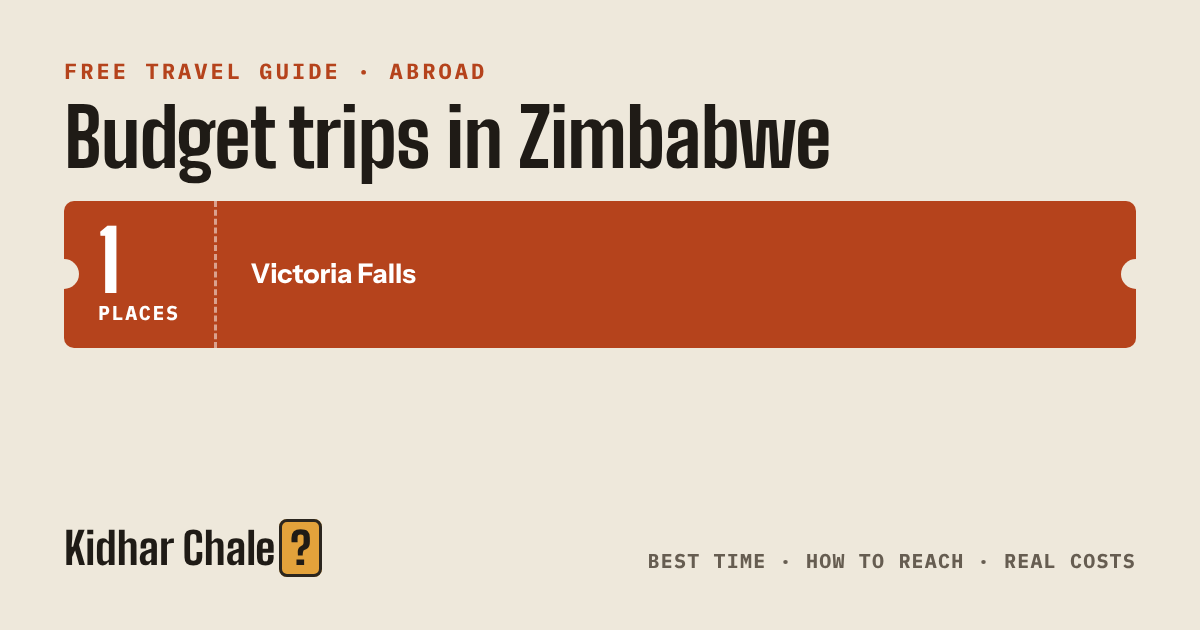 FREE TRAVEL GUIDE · ABROAD
Budget trips in Zimbabwe
1
PLACES
Victoria Falls
Kidhar Chale ?
BEST TIME · HOW TO REACH · REAL COSTS